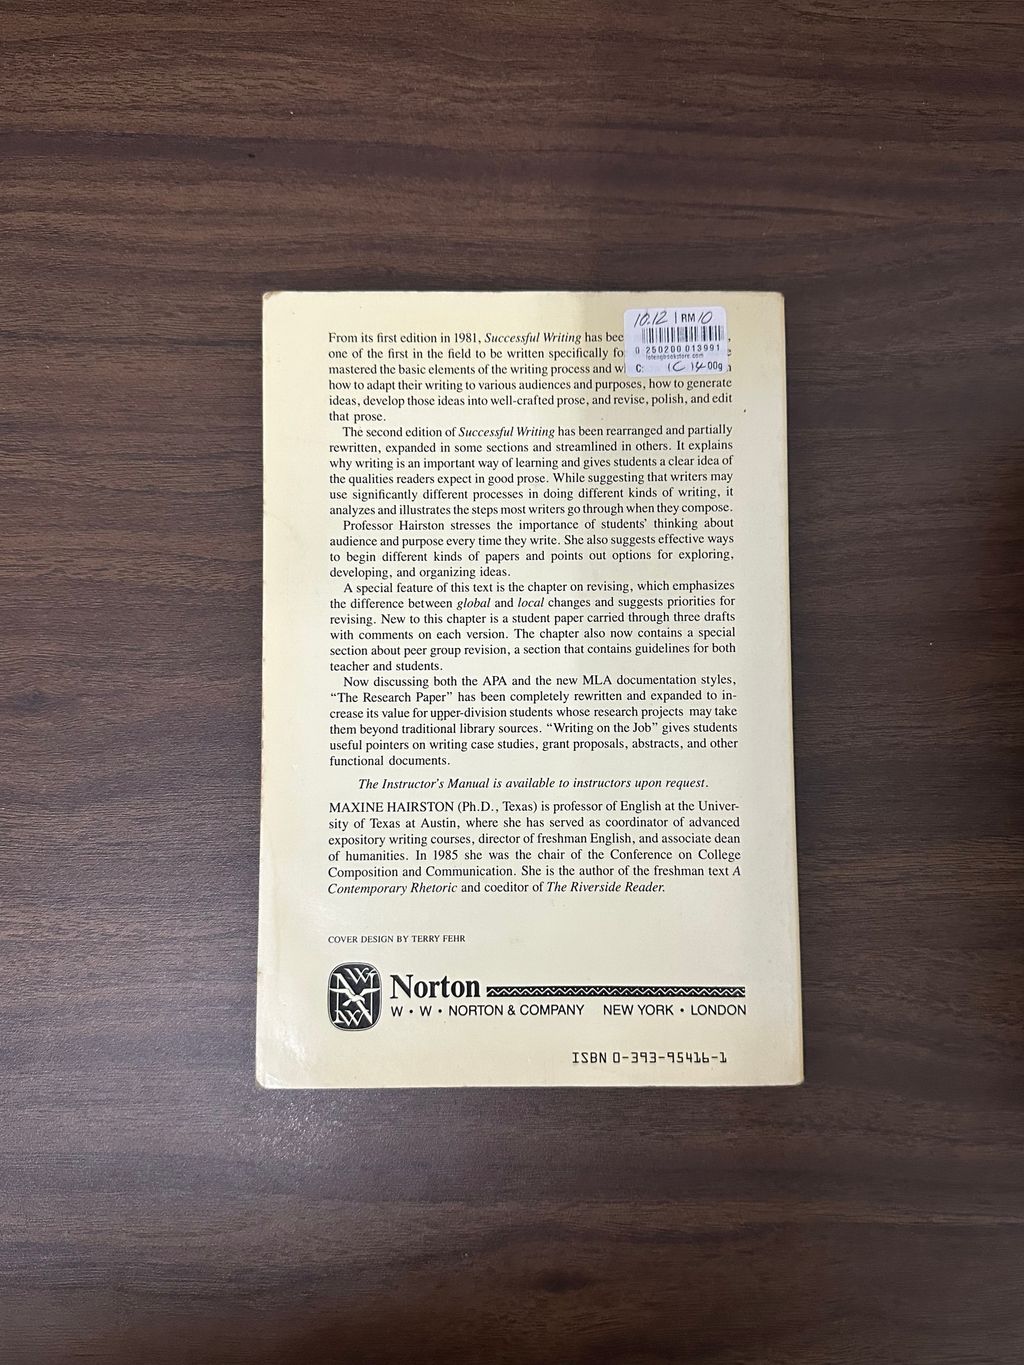 10.12 | RM 10
0 250200 013991
lotengbookstore.com
C: 1C 14.00g
From its first edition in 1981, Successful Writing has
one of the first in the field to be written specifically
mastered the basic elements of the writing process and
how to adapt their writing to various audiences and purposes, how to generate
ideas, develop those ideas into well-crafted prose, and revise, polish, and edit
that prose.
The second edition of Successful Writing has been rearranged and partially
rewritten, expanded in some sections and streamlined in others. It explains
why writing is an important way of learning and gives students a clear idea of
the qualities readers expect in good prose. While suggesting that writers may
use significantly different processes in doing different kinds of writing, it
analyzes and illustrates the steps most writers go through when they compose.
Professor Hairston stresses the importance of students' thinking about
audience and purpose every time they write. She also suggests effective ways
to begin different kinds of papers and points out options for exploring,
developing, and organizing ideas.
A special feature of this text is the chapter on revising, which emphasizes
the difference between global and local changes and suggests priorities for
revising. New to this chapter is a student paper carried through three drafts
with comments on each version. The chapter also now contains a special
section about peer group revision, a section that contains guidelines for both
teacher and students.
Now discussing both the APA and the new MLA documentation styles,
"The Research Paper" has been completely rewritten and expanded to in-
crease its value for upper-division students whose research projects may take
them beyond traditional library sources. "Writing on the Job" gives students
useful pointers on writing case studies, grant proposals, abstracts, and other
functional documents.
The Instructor's Manual is available to instructors upon request.
MAXINE HAIRSTON (Ph.D., Texas) is professor of English at the Univer-
sity of Texas at Austin, where she has served as coordinator of advanced
expository writing courses, director of freshman English, and associate dean
of humanities. In 1985 she was the chair of the Conference on College
Composition and Communication. She is the author of the freshman text A
Contemporary Rhetoric and coeditor of The Riverside Reader.
COVER DESIGN BY TERRY FEHR
Norton
W • W • NORTON & COMPANY NEW YORK • LONDON
ISBN 0-393-95416-1